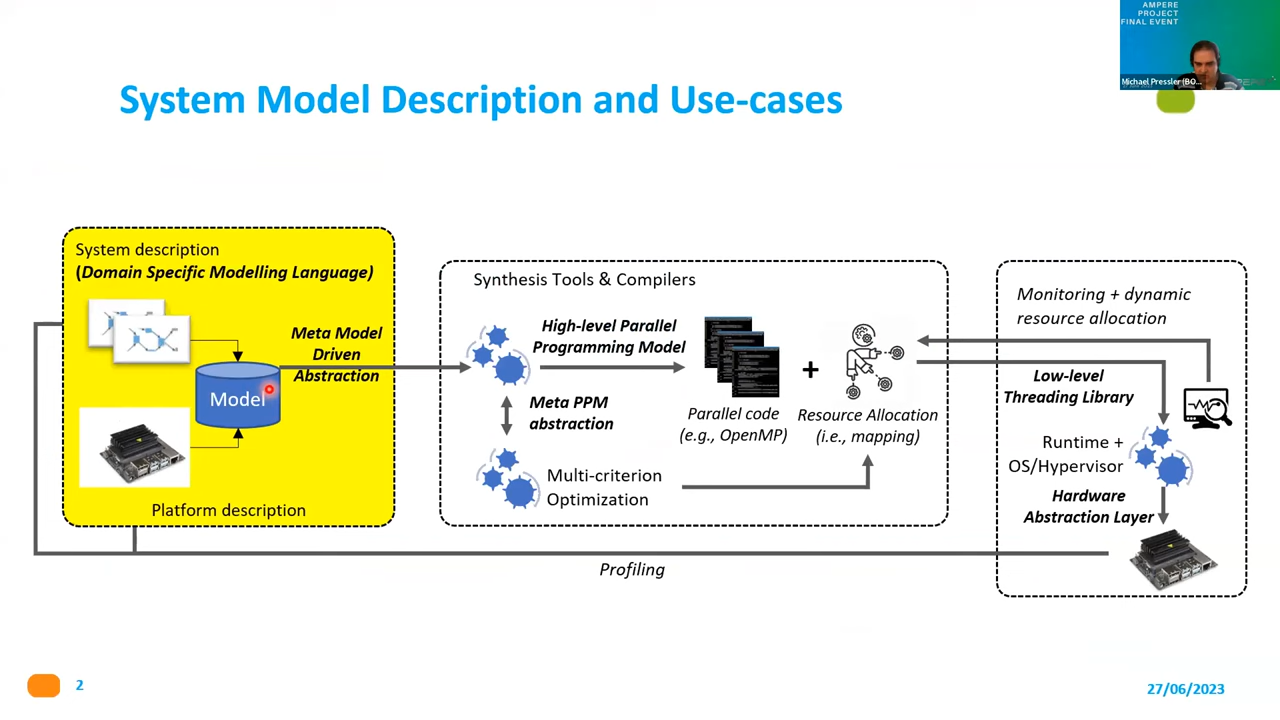 AMPERE
PROJECT
FINAL EVENT
Michael Pressler (BO...
System Model Description and Use-cases
System description
(Domain Specific Modelling Language)
Meta Model
Driven
Abstraction
Model
Platform description
Synthesis Tools & Compilers
High-level Parallel
Programming Model
Meta PPM
abstraction
Multi-criterion
Optimization
+
Parallel code
(e.g., OpenMP)
Resource Allocation
(i.e., mapping)
Monitoring + dynamic
resource allocation
Low-level
Threading Library
Runtime +
OS/Hypervisor
Hardware
Abstraction Layer
Profiling
2
27/06/2023